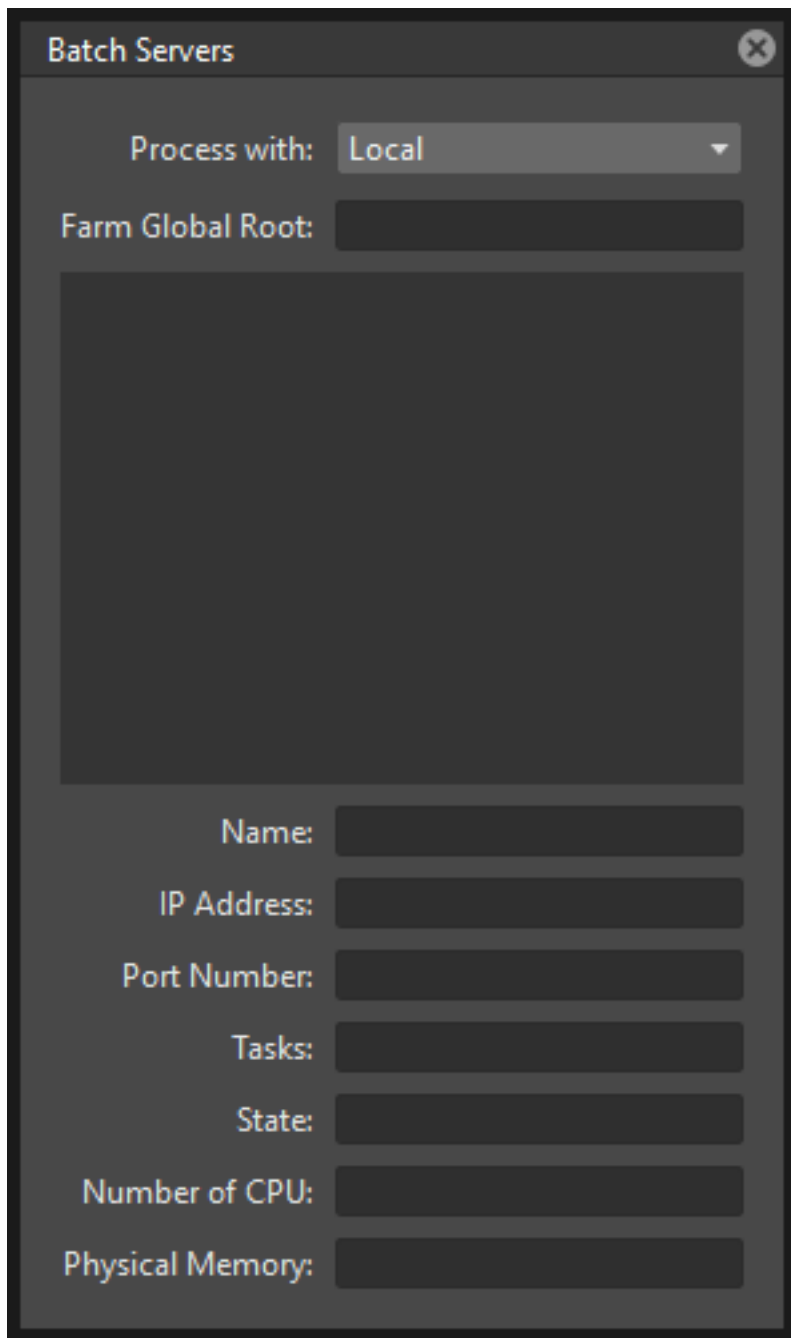 Batch Servers
Process with: Local
Farm Global Root:
Name:
IP Address:
Port Number:
Tasks:
State:
Number of CPU:
Physical Memory: